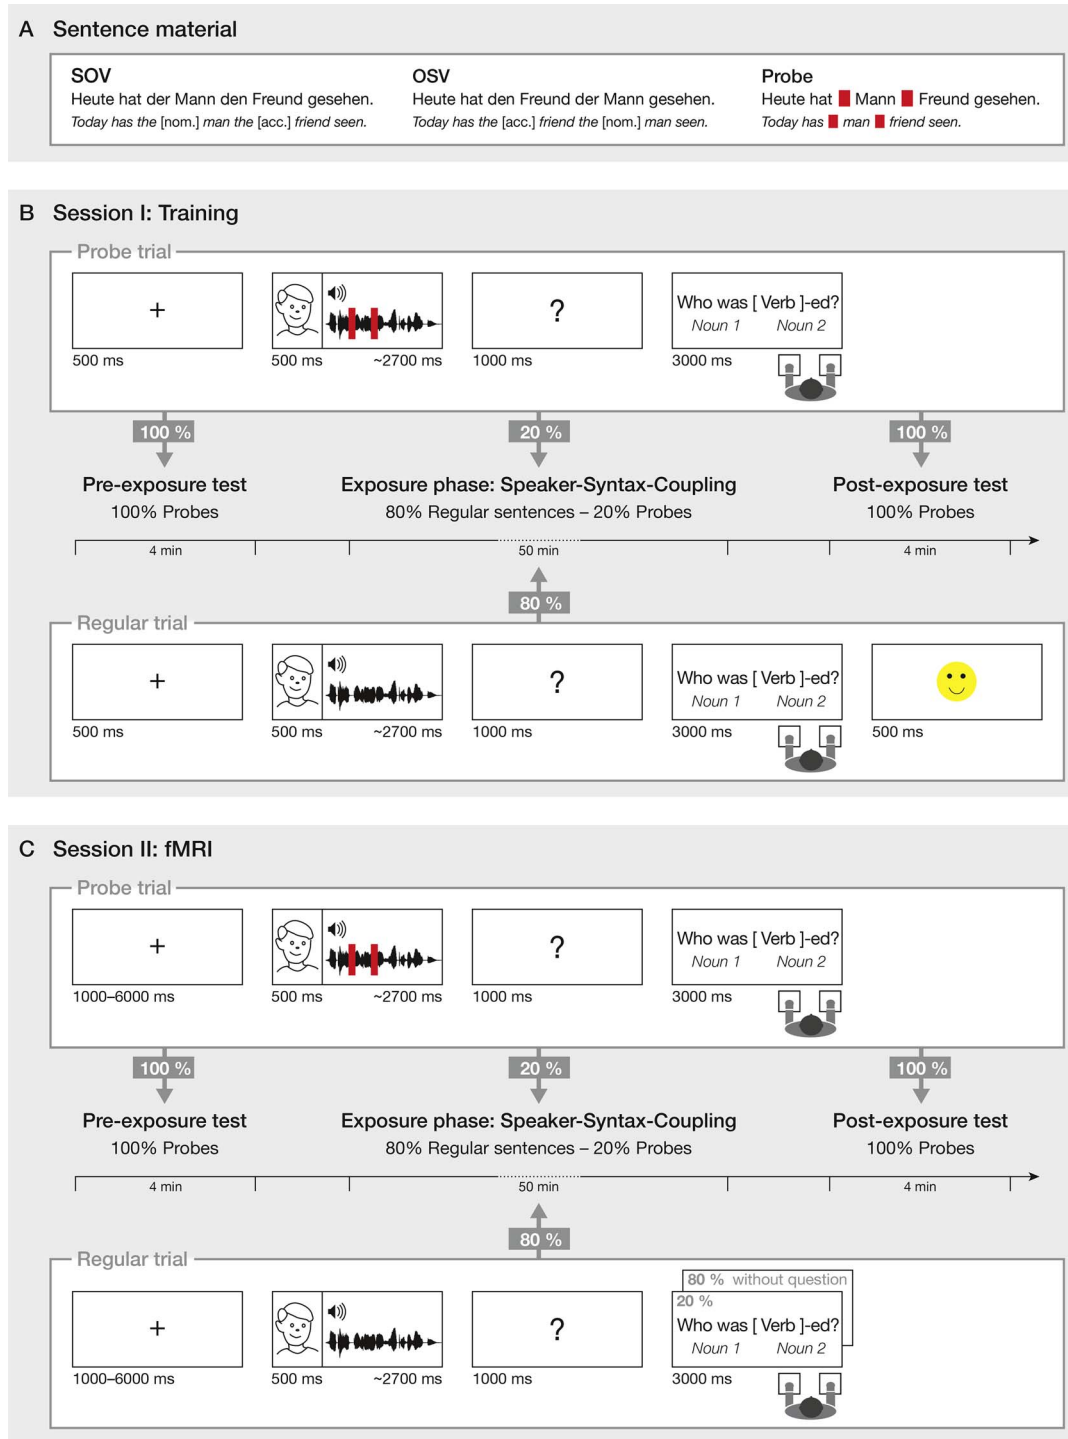 A Sentence material
SOV
Heute hat der Mann den Freund gesehen.
Today has the [nom.] man the [acc.] friend seen.
OSV
Heute hat den Freund der Mann gesehen.
Today has the [acc.] friend the [nom.] man seen.
Probe
Heute hat Mann Freund gesehen.
Today has man friend seen.
B Session I: Training
Probe trial
+
500 ms
500 ms ~2700 ms
?
1000 ms
Who was [ Verb ]-ed?
Noun 1 Noun 2
3000 ms
100 % 20 % 100 %
Pre-exposure test
100% Probes
Exposure phase: Speaker-Syntax-Coupling
80% Regular sentences – 20% Probes
Post-exposure test
100% Probes
4 min 50 min 4 min
80 %
Regular trial
+
500 ms
500 ms ~2700 ms
?
1000 ms
Who was [ Verb ]-ed?
Noun 1 Noun 2
3000 ms
500 ms
C Session II: fMRI
Probe trial
+
1000–6000 ms
500 ms ~2700 ms
?
1000 ms
Who was [ Verb ]-ed?
Noun 1 Noun 2
3000 ms
100 % 20 % 100 %
Pre-exposure test
100% Probes
Exposure phase: Speaker-Syntax-Coupling
80% Regular sentences – 20% Probes
Post-exposure test
100% Probes
4 min 50 min 4 min
80 %
Regular trial
+
1000–6000 ms
500 ms ~2700 ms
?
1000 ms
80 % without question
20 %
Who was [ Verb ]-ed?
Noun 1 Noun 2
3000 ms